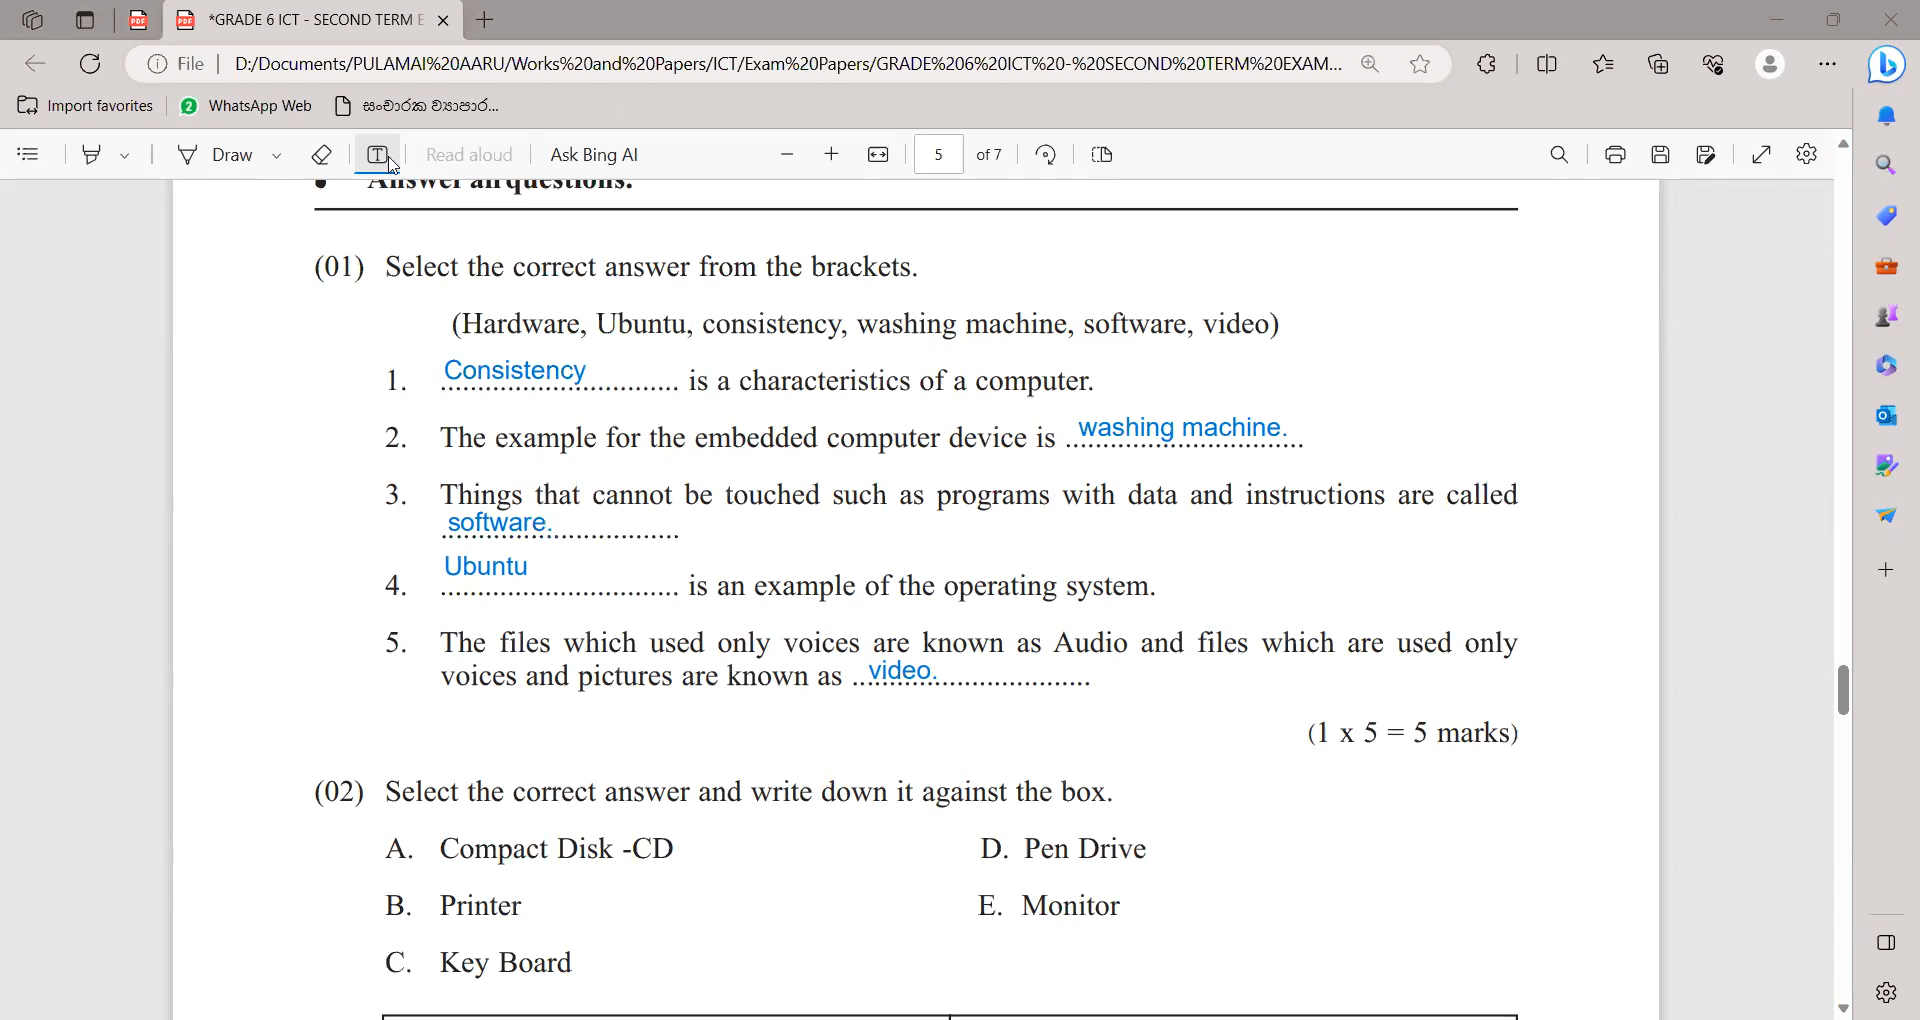 *GRADE 6 ICT - SECOND TERM E
File
D:/Documents/PULAMAI%20AARU/Works%20and%20Papers/ICT/Exam%20Papers/GRADE%206%20ICT%20-%20SECOND%20TERM%20EXAM...
Import favorites
2 WhatsApp Web
සංචාරක ව්‍යාපාර...
Draw
Read aloud
Ask Bing AI
5 of 7
Answer all questions.
(01) Select the correct answer from the brackets.
(Hardware, Ubuntu, consistency, washing machine, software, video)
1. Consistency ................................ is a characteristics of a computer.
2. The example for the embedded computer device is washing machine. ................................
3. Things that cannot be touched such as programs with data and instructions are called
software. ................................
4. Ubuntu ................................ is an example of the operating system.
5. The files which used only voices are known as Audio and files which are used only
voices and pictures are known as ..video. ................................
(1 x 5 = 5 marks)
(02) Select the correct answer and write down it against the box.
A. Compact Disk -CD D. Pen Drive
B. Printer E. Monitor
C. Key Board